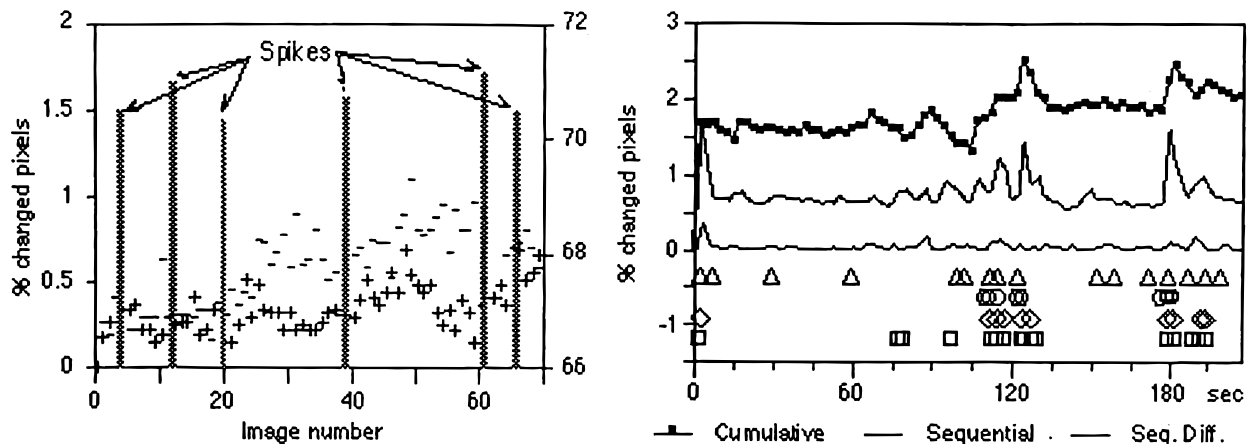 2
1.5
1
0.5
0
% changed pixels
Spikes
72
70
68
66
0
20
40
60
Image number
3
2
1
0
-1
% changed pixels
0
60
120
180
sec
Cumulative
Sequential
Seq. Diff.